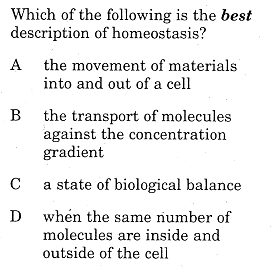 Which of the following is the best
description of homeostasis?
A the movement of materials
into and out of a cell
B the transport of molecules
against the concentration
gradient
C a state of biological balance
D when the same number of
molecules are inside and
outside of the cell